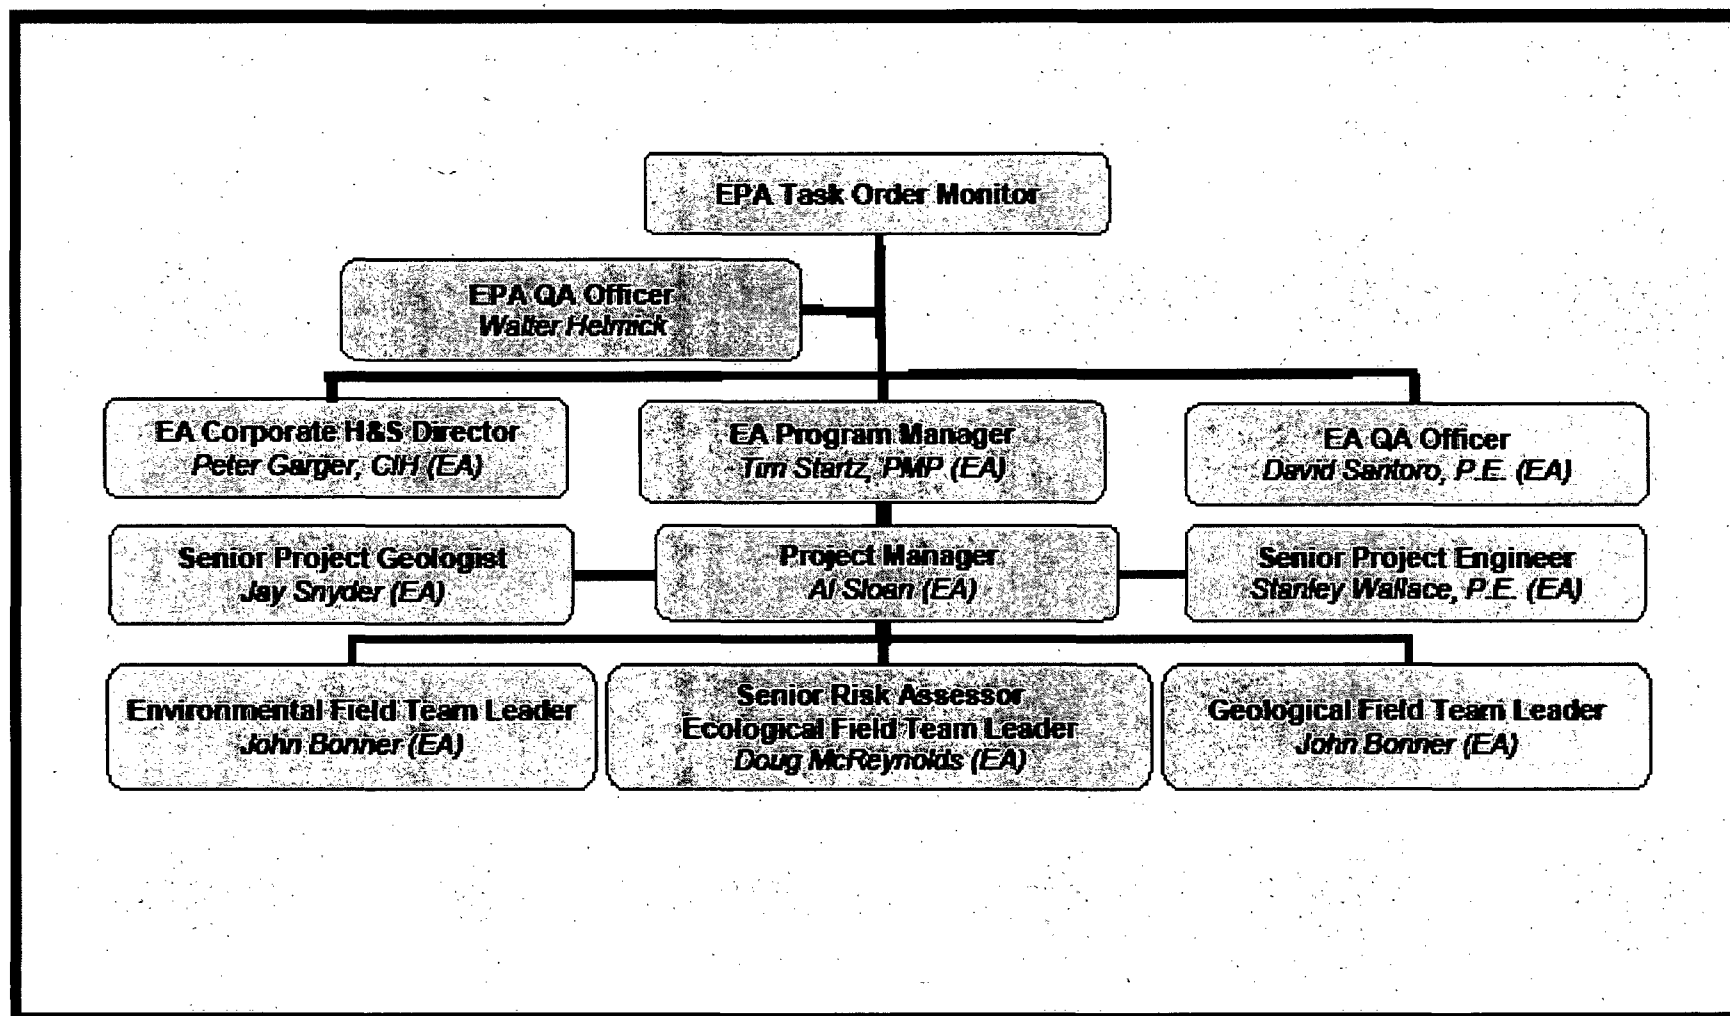 EPA Task Order Monitor
EPA QA Officer
Walter Helmick
EA Corporate H&S Director
Peter Garger, CIH (EA)
EA Program Manager
Tim Startz, PMP (EA)
EA QA Officer
David Santoro, P.E. (EA)
Senior Project Geologist
Jay Snyder (EA)
Project Manager
Al Sloan (EA)
Senior Project Engineer
Stanley Wallace, P.E. (EA)
Environmental Field Team Leader
John Bonner (EA)
Senior Risk Assessor
Ecological Field Team Leader
Doug McReynolds (EA)
Geological Field Team Leader
John Bonner (EA)